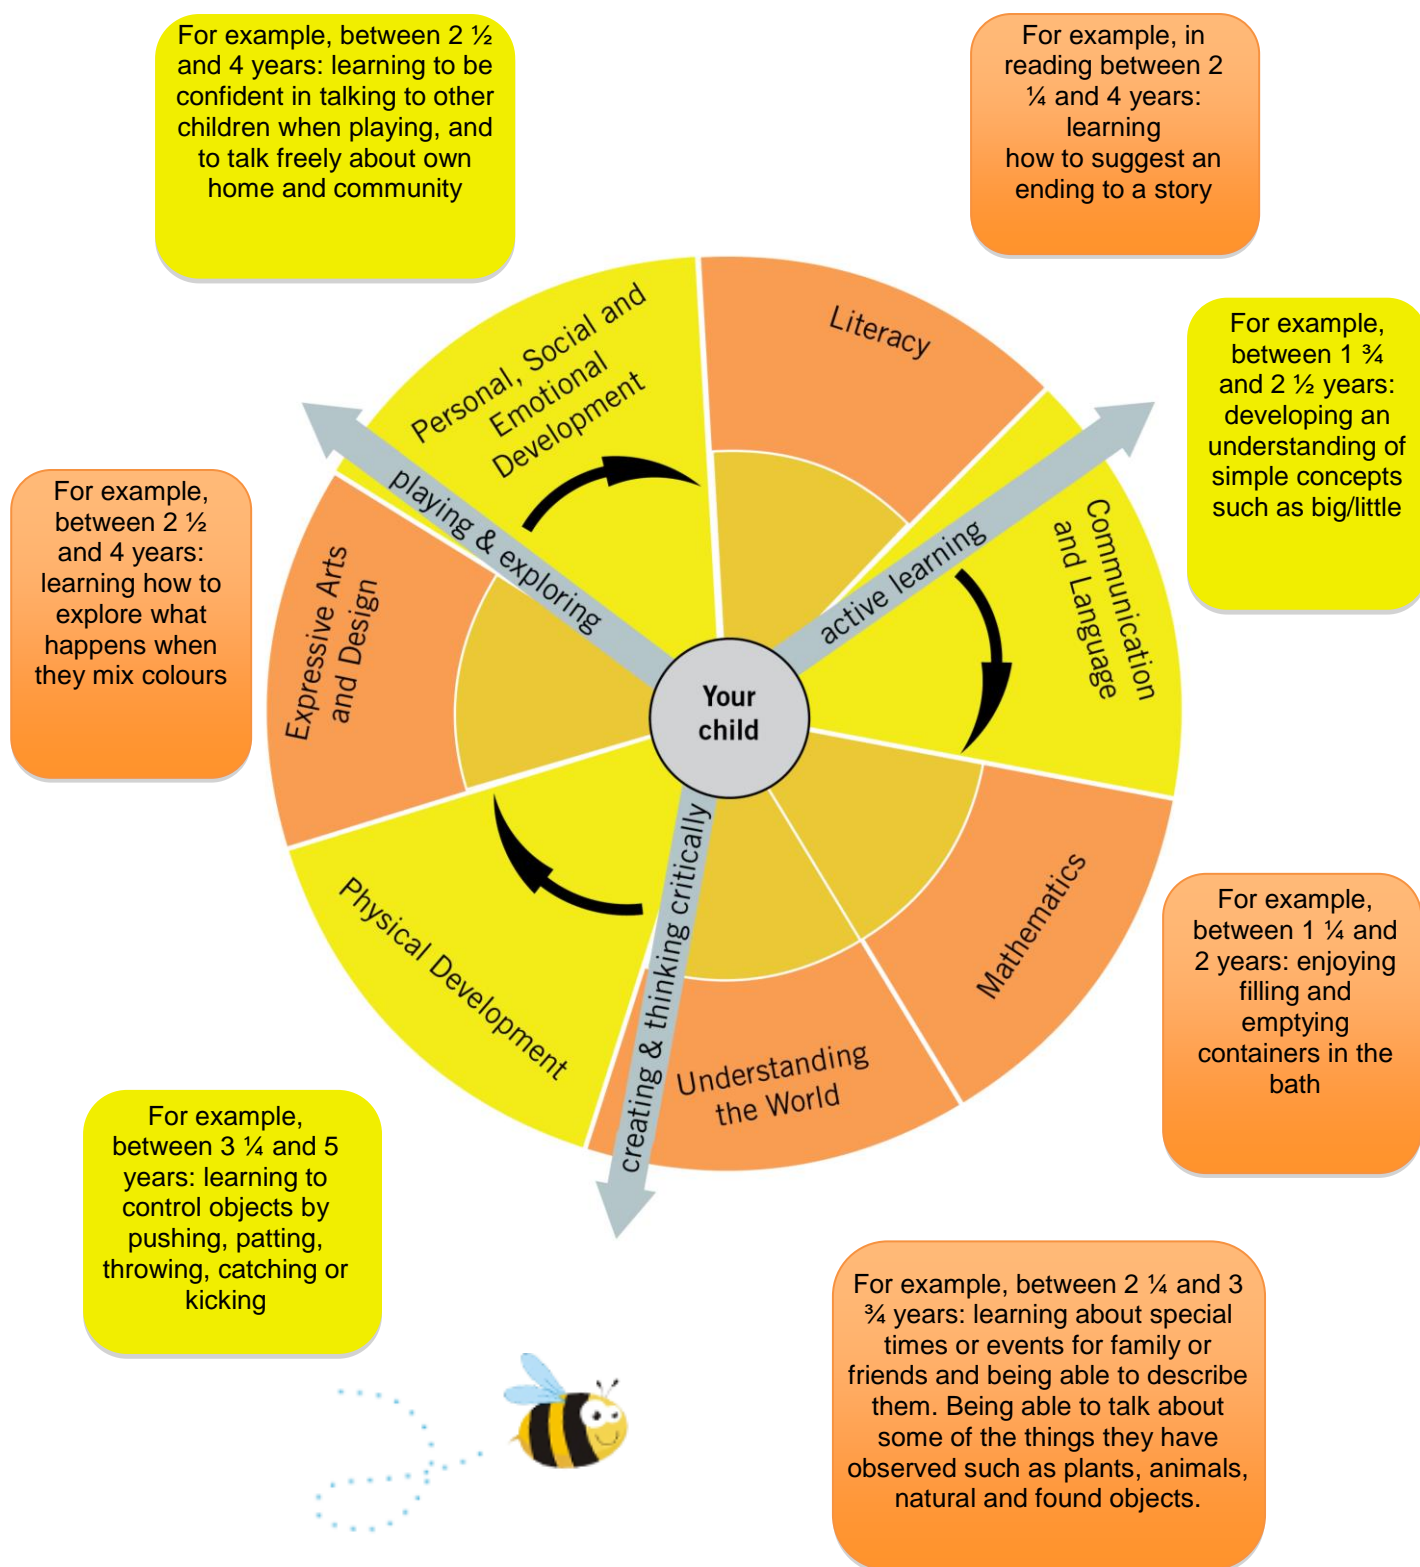 For example, between 2 ½
and 4 years: learning to be
confident in talking to other
children when playing, and
to talk freely about own
home and community
For example, in
reading between 2
¼ and 4 years:
learning
how to suggest an
ending to a story
For example,
between 1 ¾
and 2 ½ years:
developing an
understanding of
simple concepts
such as big/little
For example,
between 2 ½
and 4 years:
learning how to
explore what
happens when
they mix colours
Personal, Social and
Emotional
Development
Literacy
Communication
and Language
Mathematics
Understanding
the World
Physical Development
Expressive Arts
and Design
playing & exploring
active learning
creating & thinking critically
Your
child
For example,
between 1 ¼ and
2 years: enjoying
filling and
emptying
containers in the
bath
For example,
between 3 ¼ and 5
years: learning to
control objects by
pushing, patting,
throwing, catching or
kicking
For example, between 2 ¼ and 3
¾ years: learning about special
times or events for family or
friends and being able to describe
them. Being able to talk about
some of the things they have
observed such as plants, animals,
natural and found objects.